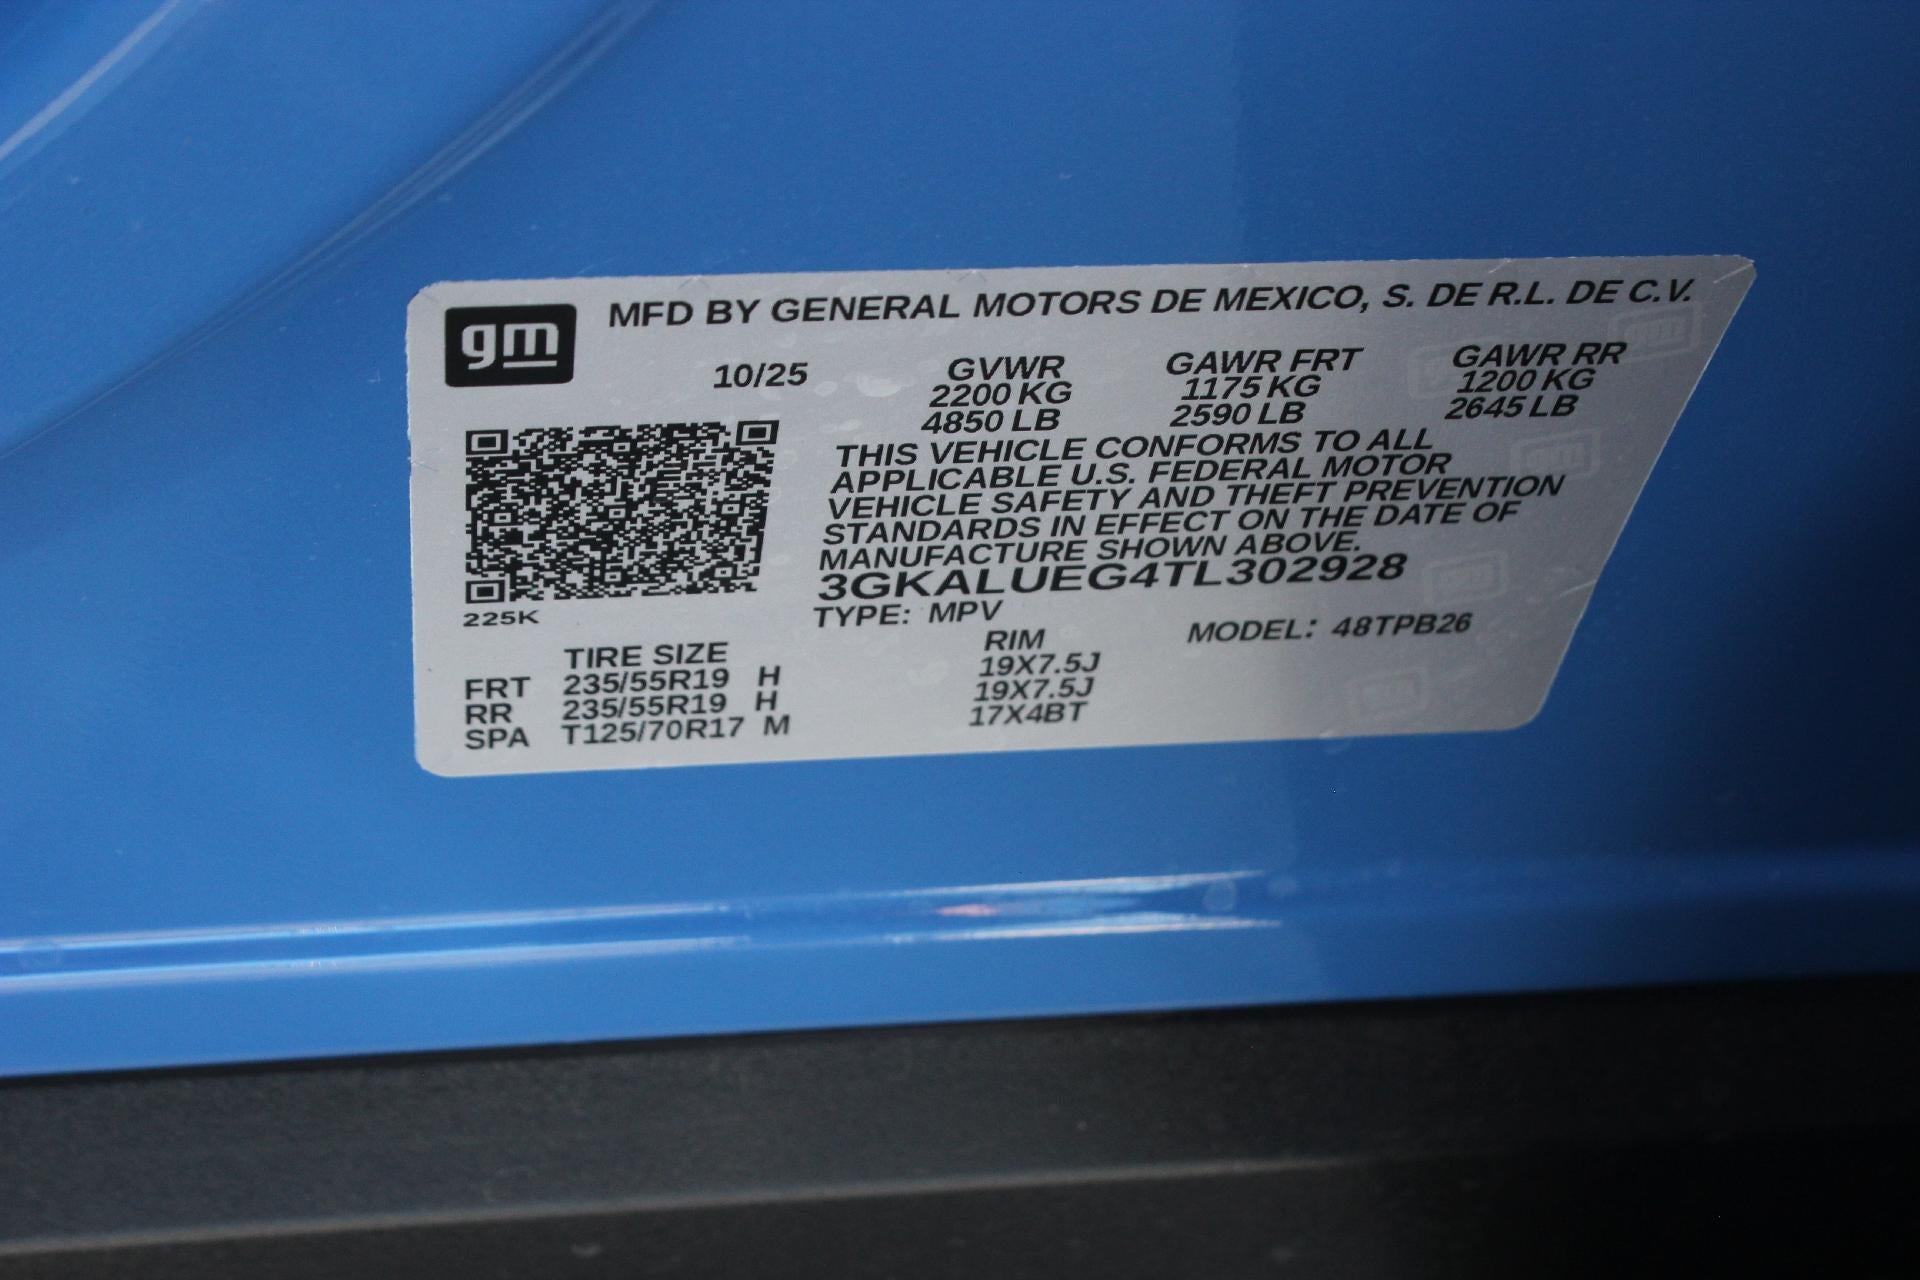 gm MFD BY GENERAL MOTORS DE MEXICO, S. DE R.L. DE C.V.
10/25 GVWR GAWR FRT GAWR RR
2200 KG 1175 KG 1200 KG
4850 LB 2590 LB 2645 LB
THIS VEHICLE CONFORMS TO ALL
APPLICABLE U.S. FEDERAL MOTOR
VEHICLE SAFETY AND THEFT PREVENTION
STANDARDS IN EFFECT ON THE DATE OF
MANUFACTURE SHOWN ABOVE.
3GKALUEG4TL302928
225K TYPE: MPV MODEL: 48TPB26
TIRE SIZE RIM
FRT 235/55R19 H 19X7.5J
RR 235/55R19 H 19X7.5J
SPA T125/70R17 M 17X4BT